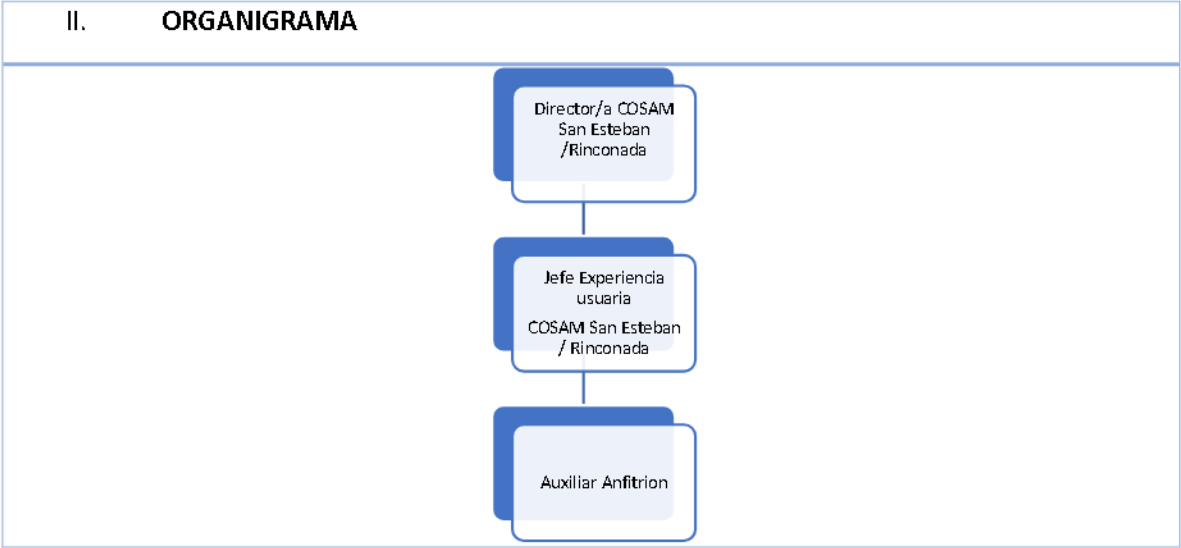 II. ORGANIGRAMA
Director/a COSAM
San Esteban
/Rinconada
Jefe Experiencia
usuaria
COSAM San Esteban
/ Rinconada
Auxiliar Anfitrion